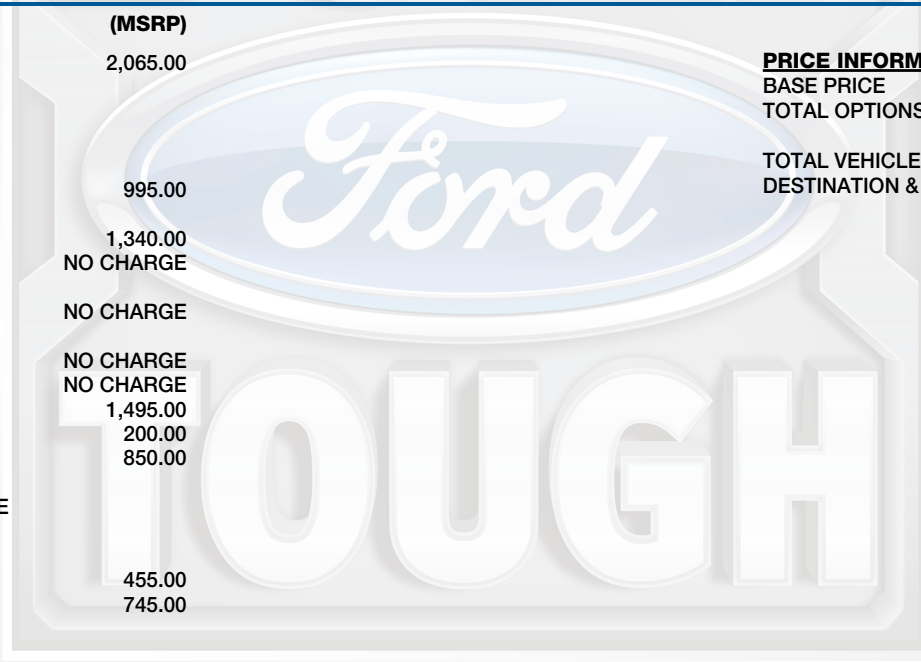 (MSRP)
2,065.00
995.00
1,340.00
NO CHARGE
NO CHARGE
NO CHARGE
NO CHARGE
1,495.00
200.00
850.00
E
455.00
745.00
PRICE INFORM
BASE PRICE
TOTAL OPTIONS
TOTAL VEHICLE
DESTINATION &
Ford
TOUGH